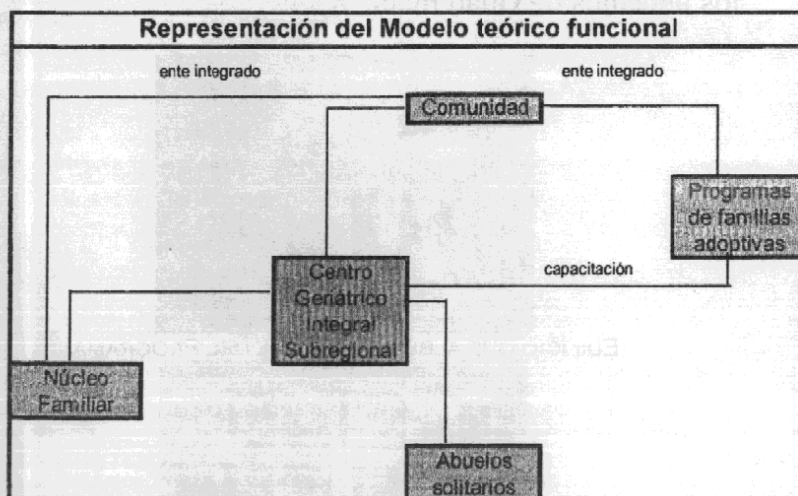 Representación del Modelo teórico funcional
ente integrado
ente integrado
Comunidad
Programas
de familias
adoptivas
capacitación
Centro
Geriátrico
Integral
Subregional
Núcleo
Familiar
Abuelos
solitarios